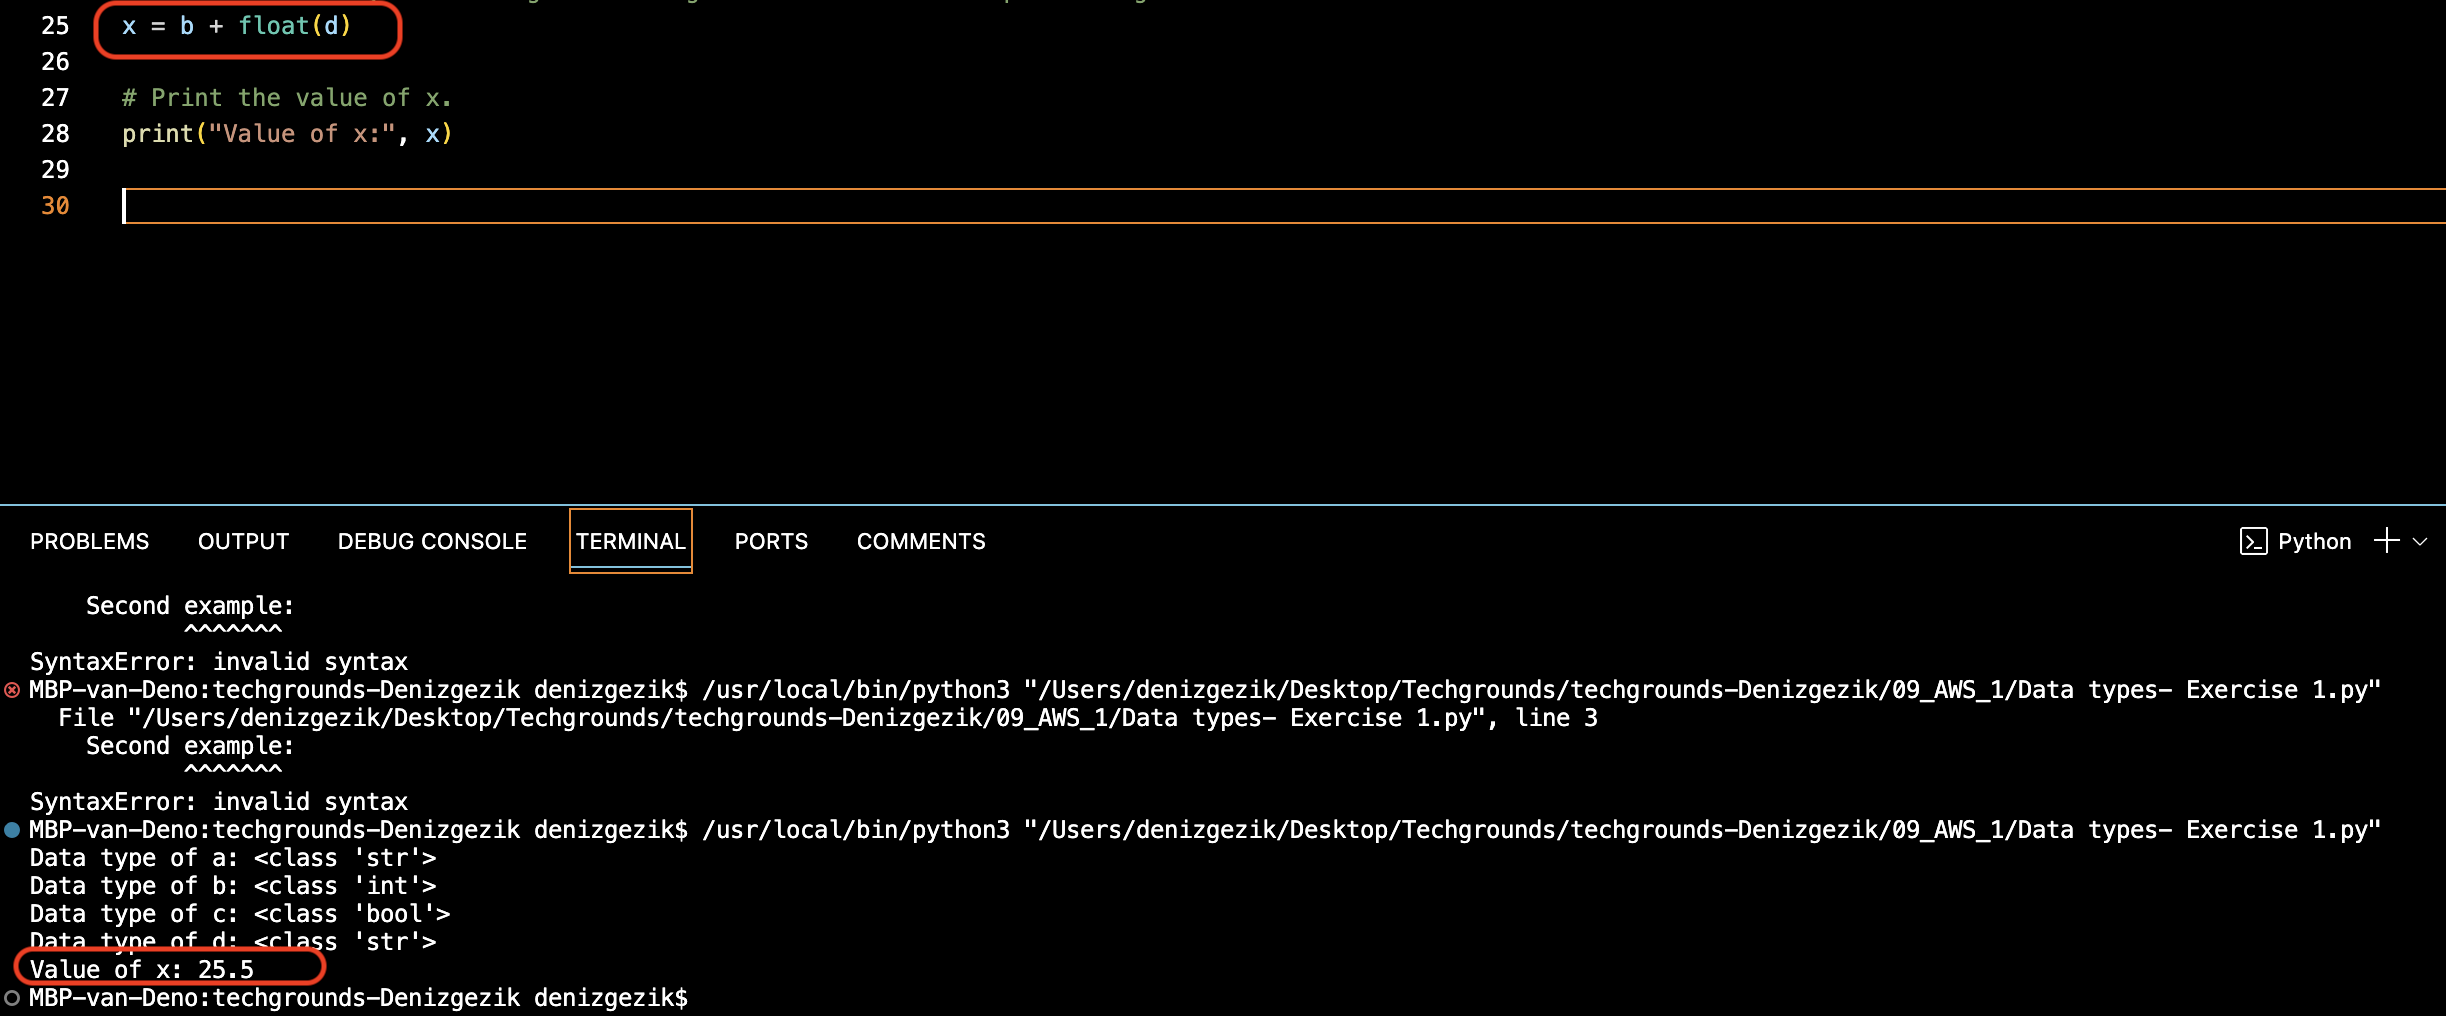 25 x = b + float(d)
26
27 # Print the value of x.
28 print("Value of x:", x)
29
30
PROBLEMS OUTPUT DEBUG CONSOLE TERMINAL PORTS COMMENTS Python
Second example:
^^^^^^^
SyntaxError: invalid syntax
MBP-van-Deno:techgrounds-Denizgezik denizgezik$ /usr/local/bin/python3 "/Users/denizgezik/Desktop/Techgrounds/techgrounds-Denizgezik/09_AWS_1/Data types- Exercise 1.py"
File "/Users/denizgezik/Desktop/Techgrounds/techgrounds-Denizgezik/09_AWS_1/Data types- Exercise 1.py", line 3
Second example:
^^^^^^^
SyntaxError: invalid syntax
MBP-van-Deno:techgrounds-Denizgezik denizgezik$ /usr/local/bin/python3 "/Users/denizgezik/Desktop/Techgrounds/techgrounds-Denizgezik/09_AWS_1/Data types- Exercise 1.py"
Data type of a: <class 'str'>
Data type of b: <class 'int'>
Data type of c: <class 'bool'>
Data type of d: <class 'str'>
Value of x: 25.5
MBP-van-Deno:techgrounds-Denizgezik denizgezik$